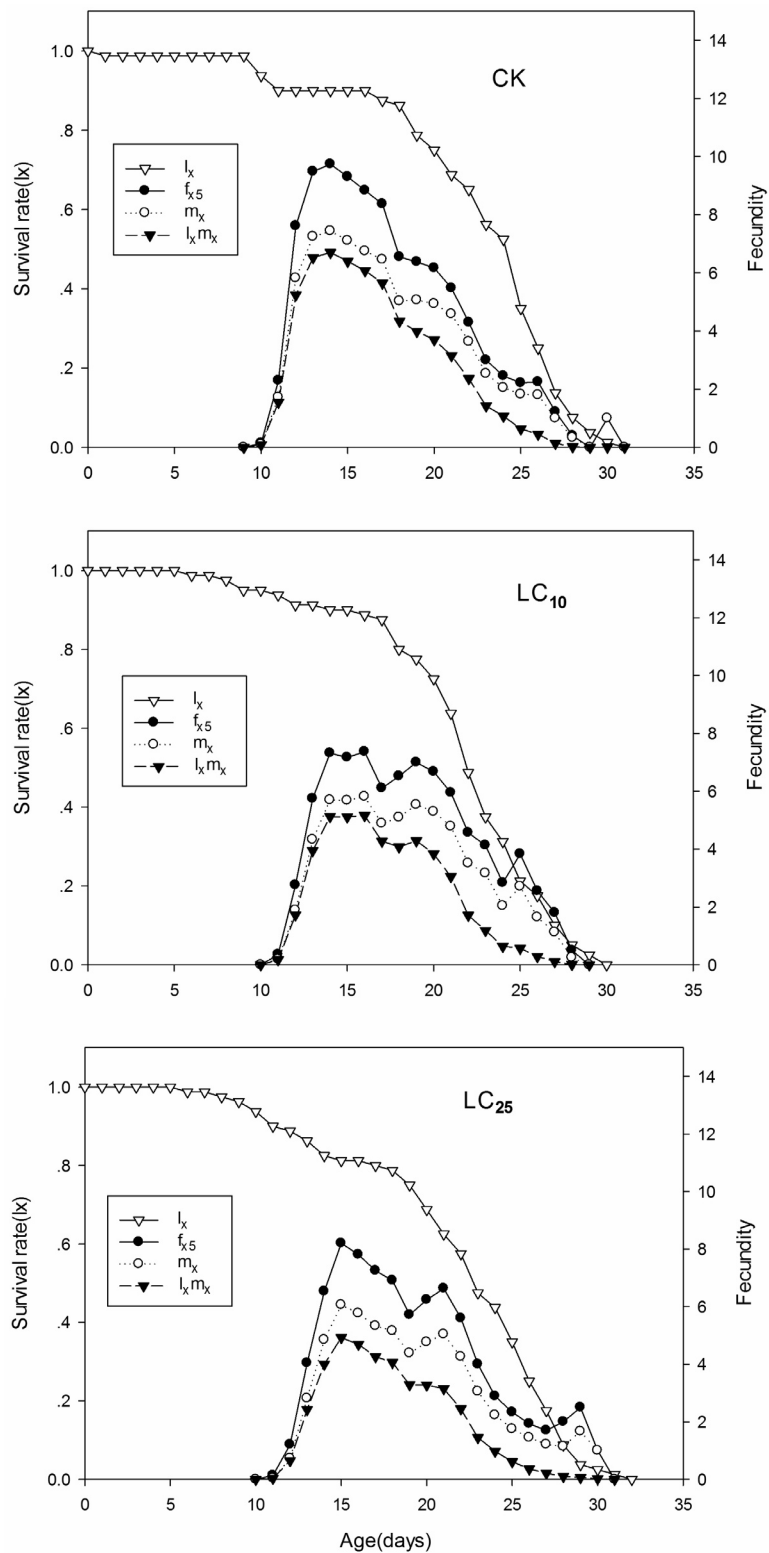 CK
1.0
.8
.6
.4
.2
0.0
Survival rate(lx)
lx
fx5
mx
lxmx
14
12
10
8
6
4
2
0
Fecundity
0 5 10 15 20 25 30 35
LC10
1.0
.8
.6
.4
.2
0.0
Survival rate(lx)
lx
fx5
mx
lxmx
14
12
10
8
6
4
2
0
Fecundity
0 5 10 15 20 25 30 35
LC25
1.0
.8
.6
.4
.2
0.0
Survival rate(lx)
lx
fx5
mx
lxmx
14
12
10
8
6
4
2
0
Fecundity
0 5 10 15 20 25 30 35
Age(days)